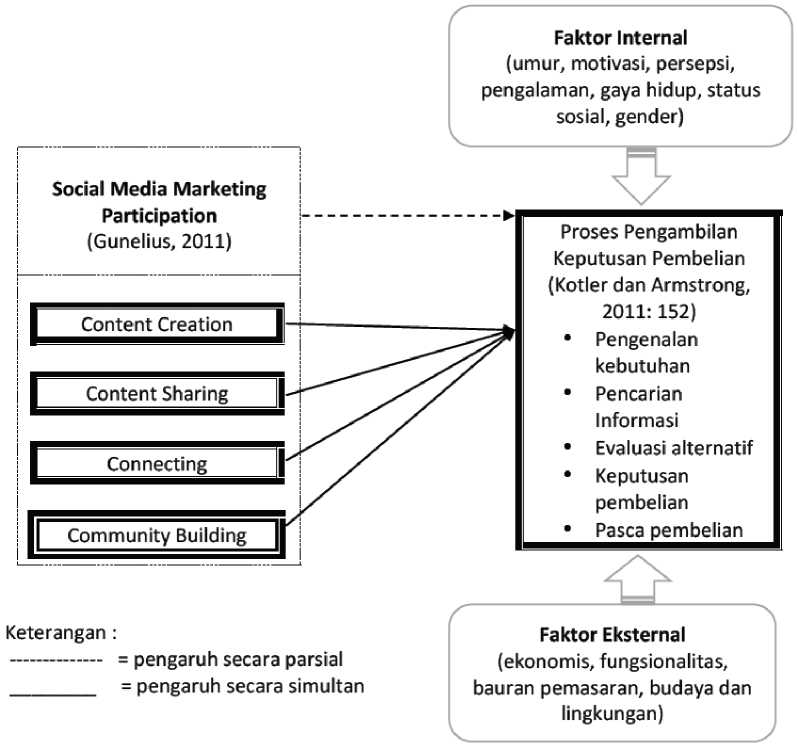 Faktor Internal
(umur, motivasi, persepsi,
pengalaman, gaya hidup, status
sosial, gender)
Social Media Marketing
Participation
(Gunelius, 2011)
Content Creation
Content Sharing
Connecting
Community Building
Proses Pengambilan
Keputusan Pembelian
(Kotler dan Armstrong,
2011: 152)
• Pengenalan
kebutuhan
• Pencarian
Informasi
• Evaluasi alternatif
• Keputusan
pembelian
• Pasca pembelian
Faktor Eksternal
(ekonomis, fungsionalitas,
bauran pemasaran, budaya dan
lingkungan)
Keterangan :
-------------- = pengaruh secara parsial
_________ = pengaruh secara simultan